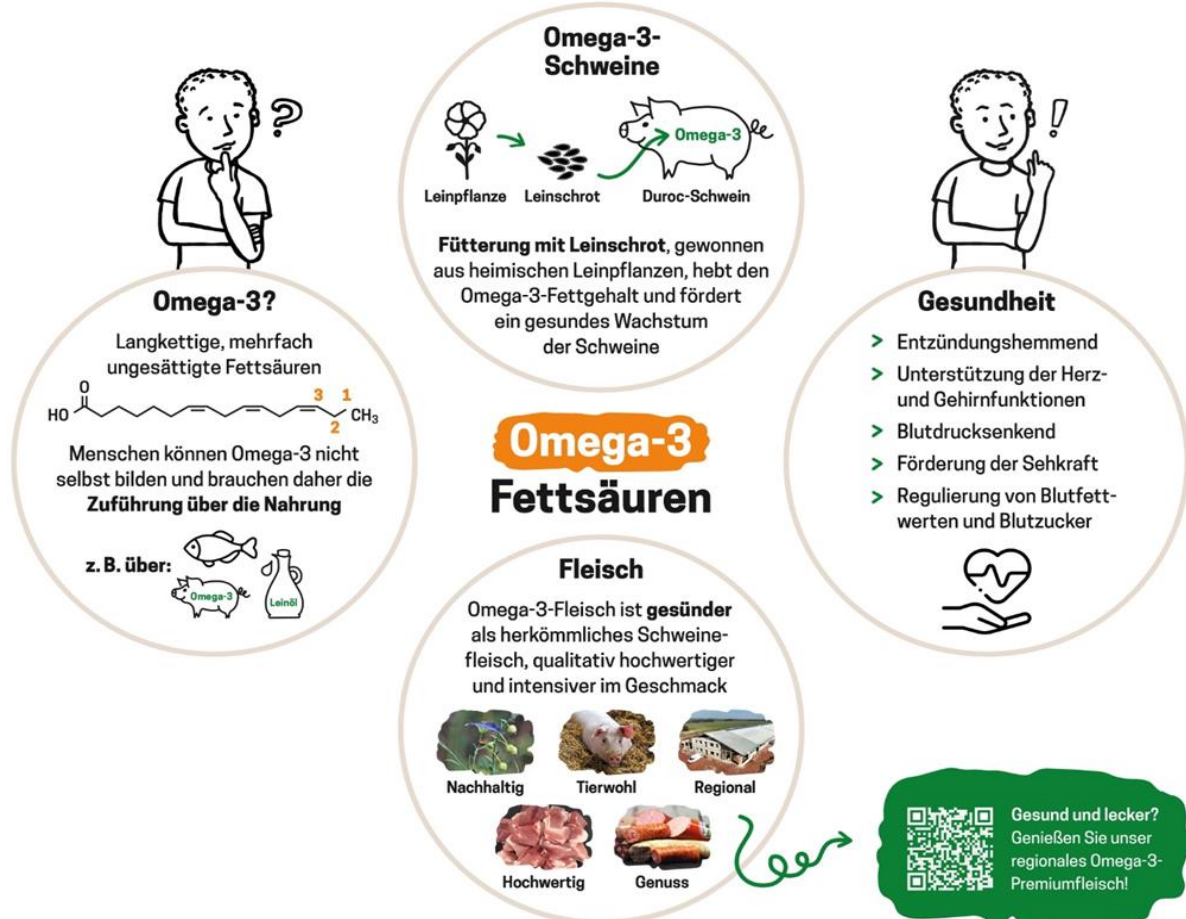 Omega-3-
Schweine
Omega-3
Leinpflanze
Leinschrot
Duroc-Schwein
Fütterung mit Leinschrot, gewonnen
aus heimischen Leinpflanzen, hebt den
Omega-3-Fettgehalt und fördert
ein gesundes Wachstum
der Schweine
?
Omega-3?
Langkettige, mehrfach
ungesättigte Fettsäuren
O
HO
3
1
2
CH₃
Menschen können Omega-3 nicht
selbst bilden und brauchen daher die
Zuführung über die Nahrung
z. B. über:
Omega-3
Leinöl
Omega-3
Fettsäuren
!
Gesundheit
> Entzündungshemmend
> Unterstützung der Herz-
und Gehirnfunktionen
> Blutdrucksenkend
> Förderung der Sehkraft
> Regulierung von Blutfett-
werten und Blutzucker
Fleisch
Omega-3-Fleisch ist gesünder
als herkömmliches Schweine-
fleisch, qualitativ hochwertiger
und intensiver im Geschmack
Nachhaltig
Tierwohl
Regional
Hochwertig
Genuss
Gesund und lecker?
Genießen Sie unser
regionales Omega-3-
Premiumfleisch!